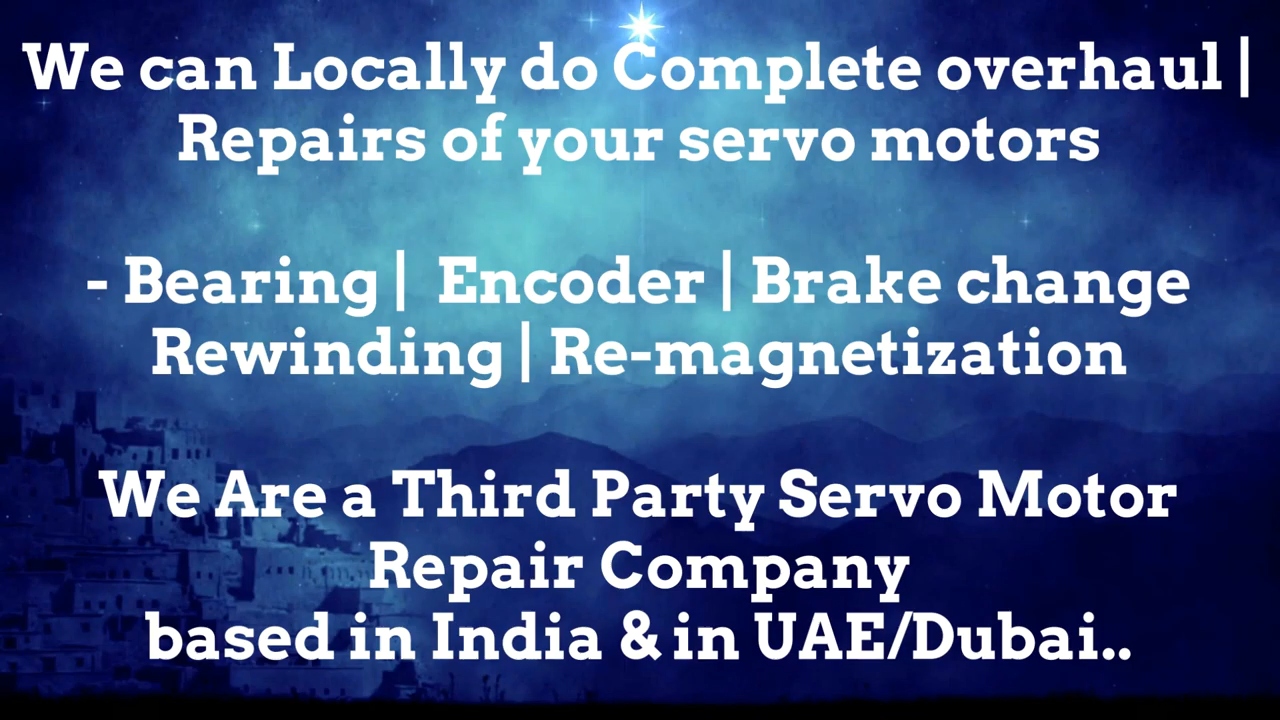 We can Locally do Complete overhaul |
Repairs of your servo motors
- Bearing |  Encoder | Brake change
Rewinding | Re-magnetization
We Are a Third Party Servo Motor
Repair Company
based in India & in UAE/Dubai..